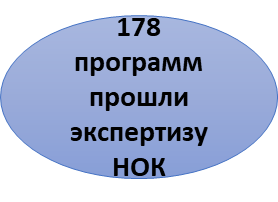 178
программ
прошли
экспертизу
НОК